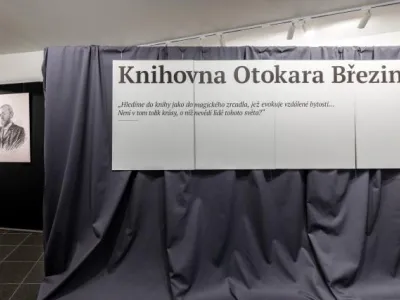 Knihovna Otokara Březin
„Hledíme do knihy jako do magického zrcadla, jež evokuje vzdálené bytosti...
Není v tom tolik krásy, o níž nevědí lidé tohoto světa?“